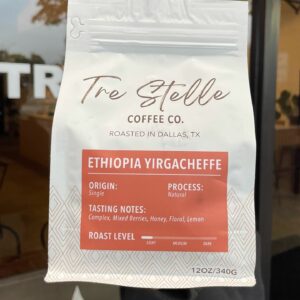 TR
Tre Stelle
COFFEE CO.
ROASTED IN DALLAS, TX
ETHIOPIA YIRGACHEFFE
ORIGIN:
Single
PROCESS:
Natural
TASTING NOTES:
Complex, Mixed Berries, Honey, Floral, Lemon
ROAST LEVEL
LIGHT MEDIUM DARK
12OZ/340G